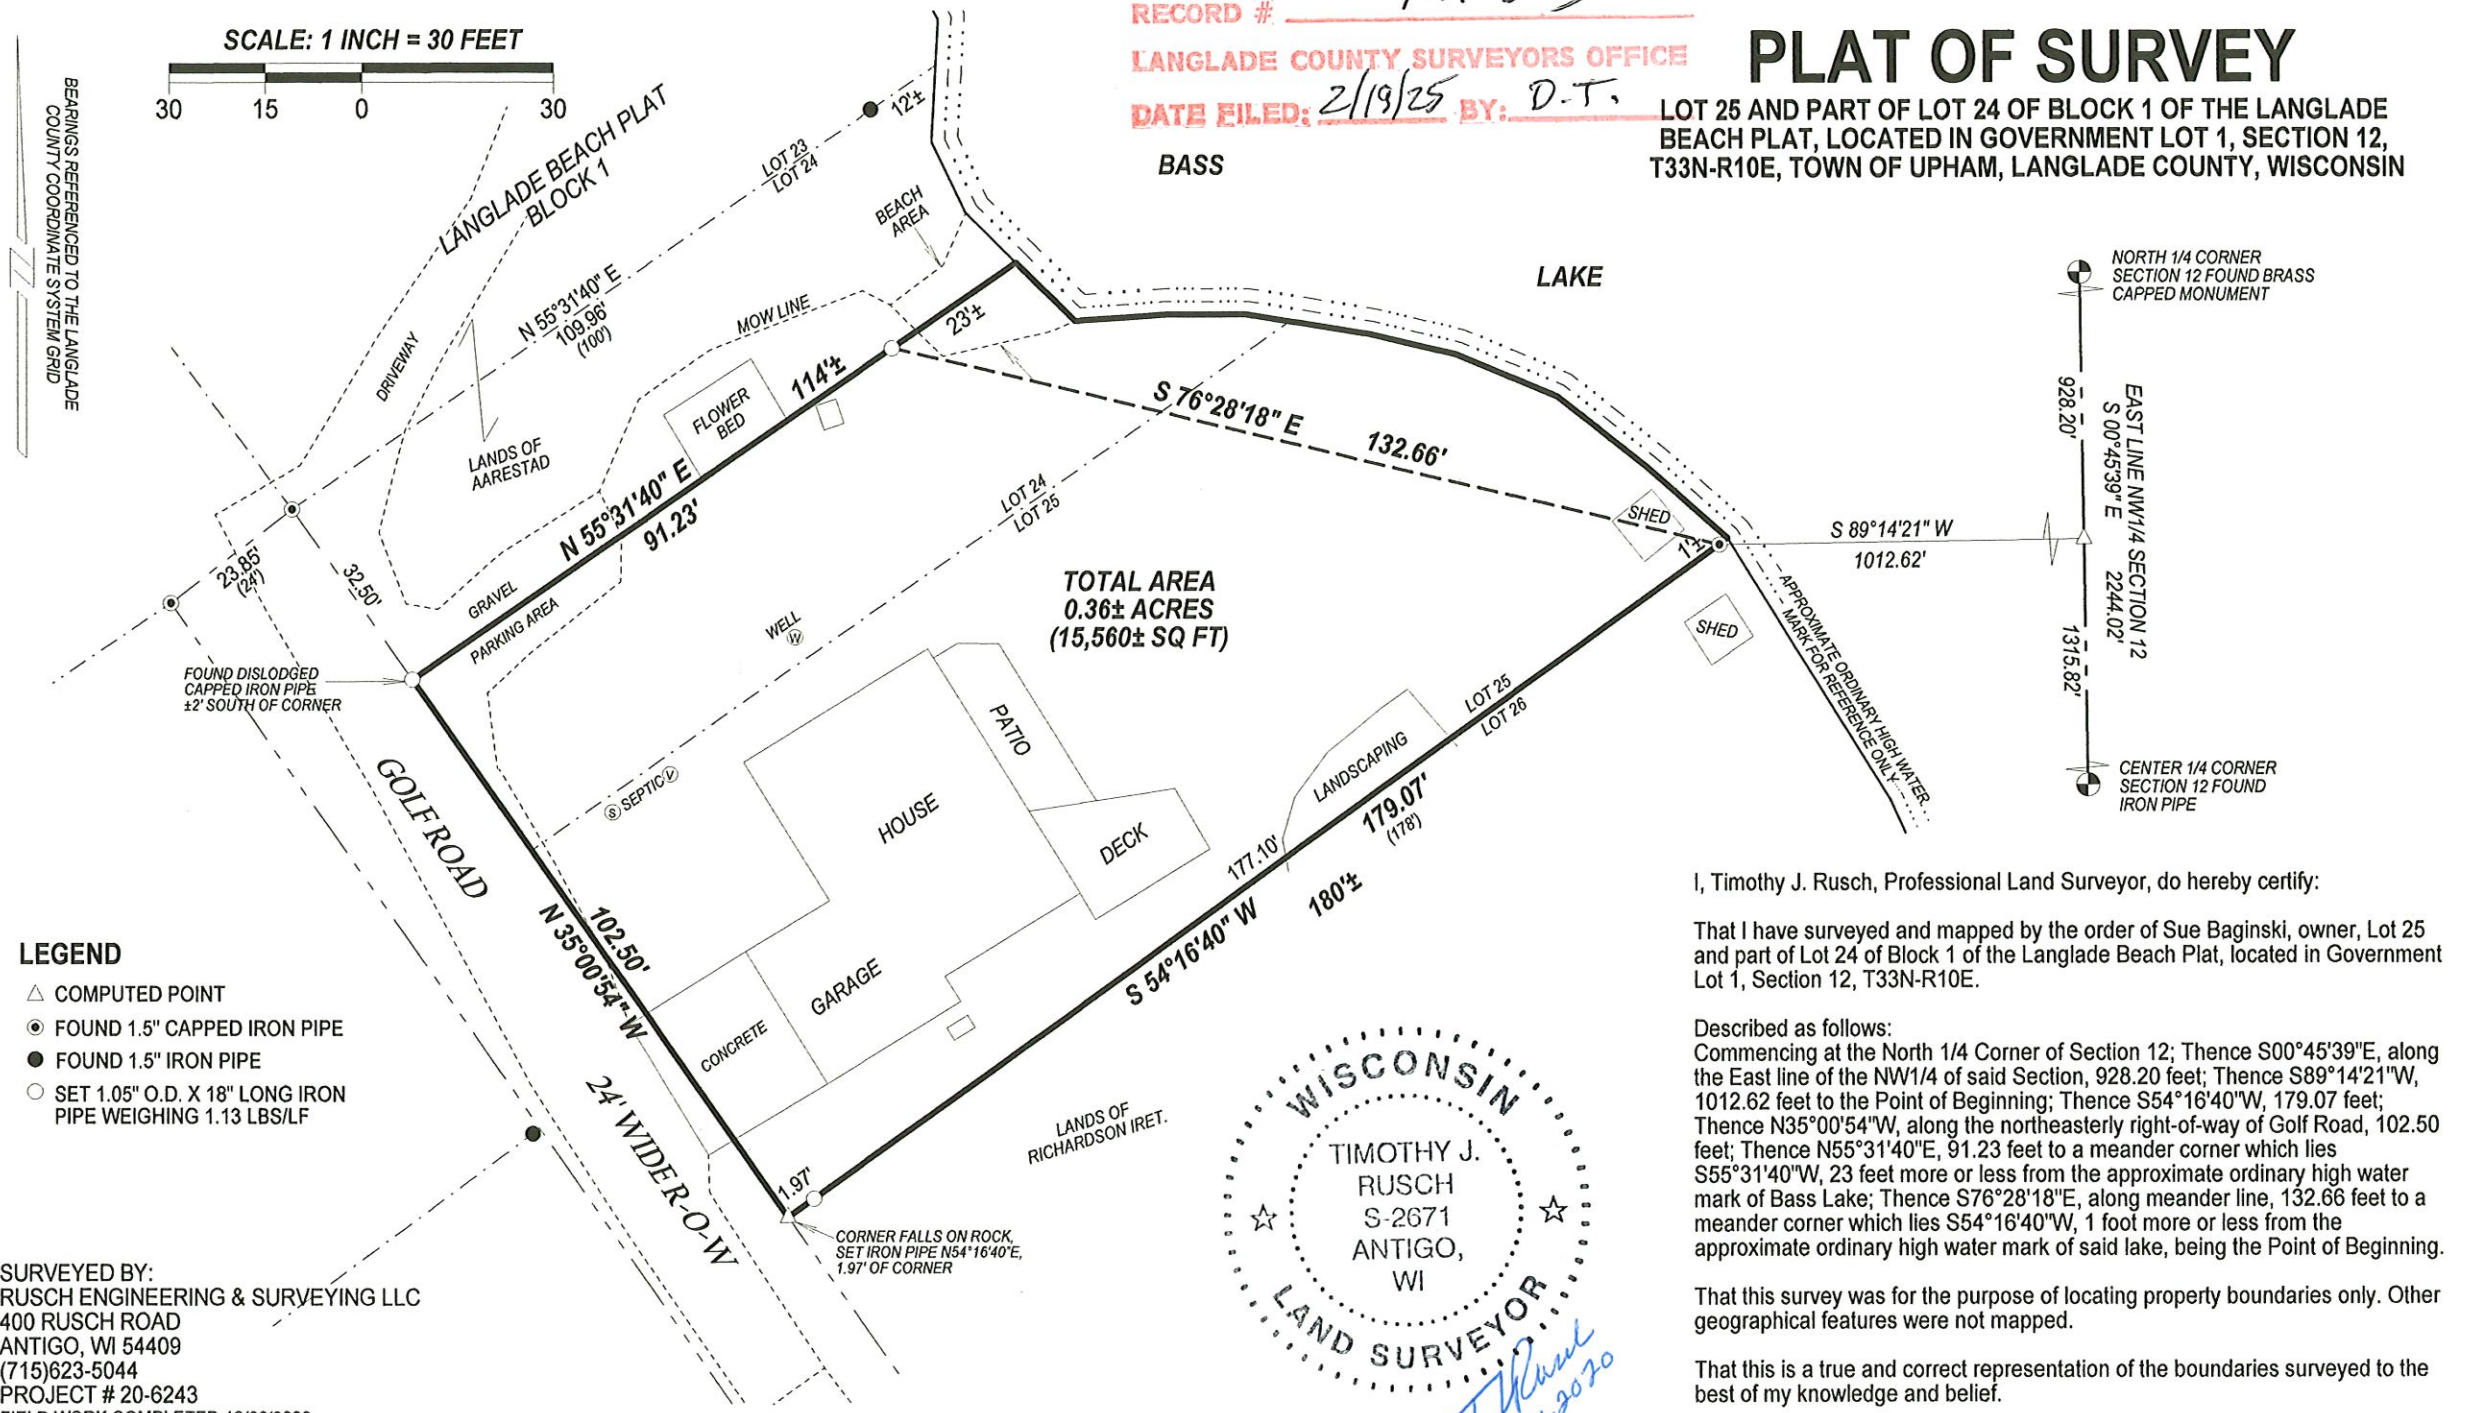 RECORD #
LANGLADE COUNTY SURVEYORS OFFICE
DATE FILED: 2/19/25 BY: D.T.
PLAT OF SURVEY
LOT 25 AND PART OF LOT 24 OF BLOCK 1 OF THE LANGLADE
BEACH PLAT, LOCATED IN GOVERNMENT LOT 1, SECTION 12,
T33N-R10E, TOWN OF UPHAM, LANGLADE COUNTY, WISCONSIN
SCALE: 1 INCH = 30 FEET
30 15 0 30
BEARINGS REFERENCED TO THE LANGLADE
COUNTY COORDINATE SYSTEM GRID
N
LANGLADE BEACH PLAT
BLOCK 1
12'±
LOT 23
LOT 24
BEACH
AREA
BASS
LAKE
N 55°31'40" E
109.96'
(100')
DRIVEWAY
MOW LINE
23'±
114'±
FLOWER
BED
LANDS OF
AARESTAD
N 55°31'40" E
91.23'
S 76°28'18" E
132.66'
LOT 24
LOT 25
SHED
1'±
S 89°14'21" W
1012.62'
NORTH 1/4 CORNER
SECTION 12 FOUND BRASS
CAPPED MONUMENT
928.20'
EAST LINE NW1/4 SECTION 12
S 00°45'39" E 2244.02'
1315.82'
CENTER 1/4 CORNER
SECTION 12 FOUND
IRON PIPE
23.85'
(24')
32.50'
GRAVEL
PARKING AREA
FOUND DISLODGED
CAPPED IRON PIPE
±2' SOUTH OF CORNER
TOTAL AREA
0.36± ACRES
(15,560± SQ FT)
WELL
W
SHED
APPROXIMATE ORDINARY HIGH WATER
MARK FOR REFERENCE ONLY
S SEPTIC V
PATIO
HOUSE
DECK
LOT 25
LOT 26
LANDSCAPING
179.07'
(178')
177.10'
180'±
S 54°16'40" W
GOLF ROAD
102.50'
N 35°00'54" W
GARAGE
CONCRETE
24' WIDE R-O-W
1.97'
CORNER FALLS ON ROCK,
SET IRON PIPE N54°16'40"E,
1.97' OF CORNER
LANDS OF
RICHARDSON IRET.
LEGEND
COMPUTED POINT
FOUND 1.5" CAPPED IRON PIPE
FOUND 1.5" IRON PIPE
SET 1.05" O.D. X 18" LONG IRON
PIPE WEIGHING 1.13 LBS/LF
SURVEYED BY:
RUSCH ENGINEERING & SURVEYING LLC
400 RUSCH ROAD
ANTIGO, WI 54409
(715)623-5044
PROJECT # 20-6243
WISCONSIN
TIMOTHY J.
RUSCH
S-2671
ANTIGO,
WI
LAND SURVEYOR
2020
I, Timothy J. Rusch, Professional Land Surveyor, do hereby certify:
That I have surveyed and mapped by the order of Sue Baginski, owner, Lot 25
and part of Lot 24 of Block 1 of the Langlade Beach Plat, located in Government
Lot 1, Section 12, T33N-R10E.
Described as follows:
Commencing at the North 1/4 Corner of Section 12; Thence S00°45'39"E, along
the East line of the NW1/4 of said Section, 928.20 feet; Thence S89°14'21"W,
1012.62 feet to the Point of Beginning; Thence S54°16'40"W, 179.07 feet;
Thence N35°00'54"W, along the northeasterly right-of-way of Golf Road, 102.50
feet; Thence N55°31'40"E, 91.23 feet to a meander corner which lies
S55°31'40"W, 23 feet more or less from the approximate ordinary high water
mark of Bass Lake; Thence S76°28'18"E, along meander line, 132.66 feet to a
meander corner which lies S54°16'40"W, 1 foot more or less from the
approximate ordinary high water mark of said lake, being the Point of Beginning.
That this survey was for the purpose of locating property boundaries only. Other
geographical features were not mapped.
That this is a true and correct representation of the boundaries surveyed to the
best of my knowledge and belief.